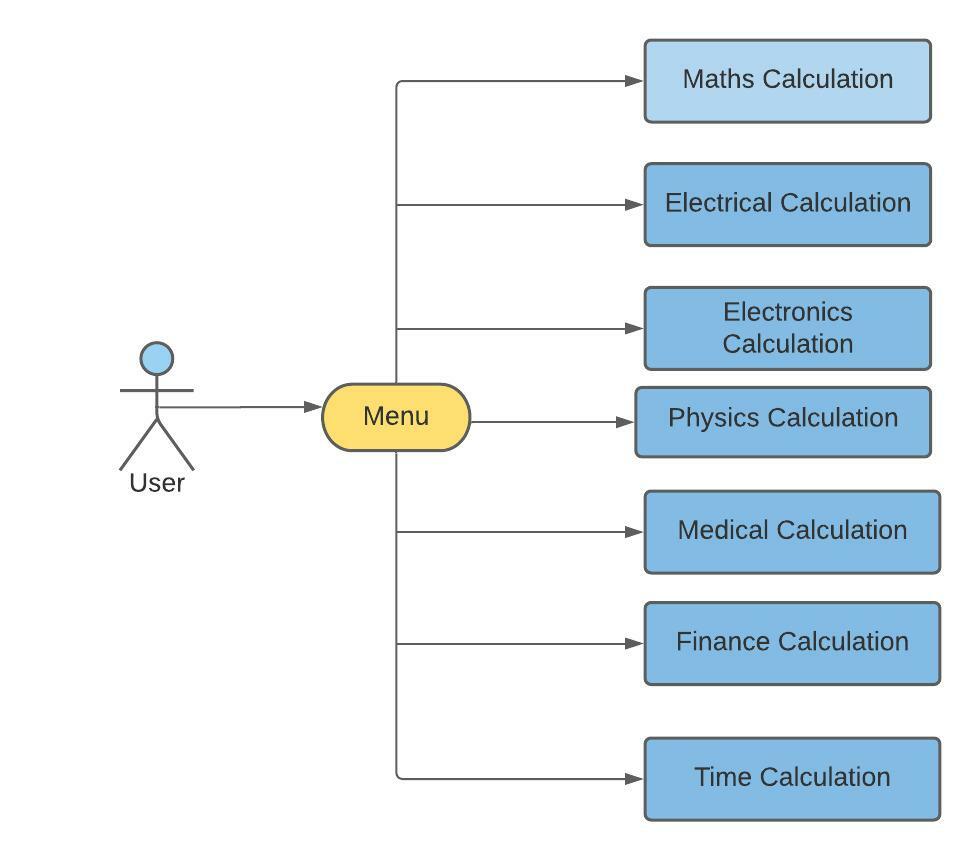 Maths Calculation
Electrical Calculation
Electronics
Calculation
Menu
Physics Calculation
User
Medical Calculation
Finance Calculation
Time Calculation